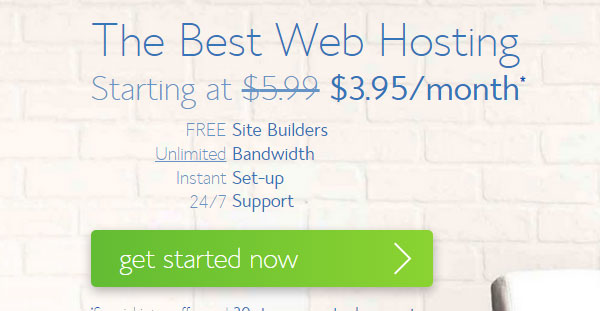 The Best Web Hosting
Starting at $5.99 $3.95/month*
FREE Site Builders
Unlimited Bandwidth
Instant Set-up
24/7 Support
get started now